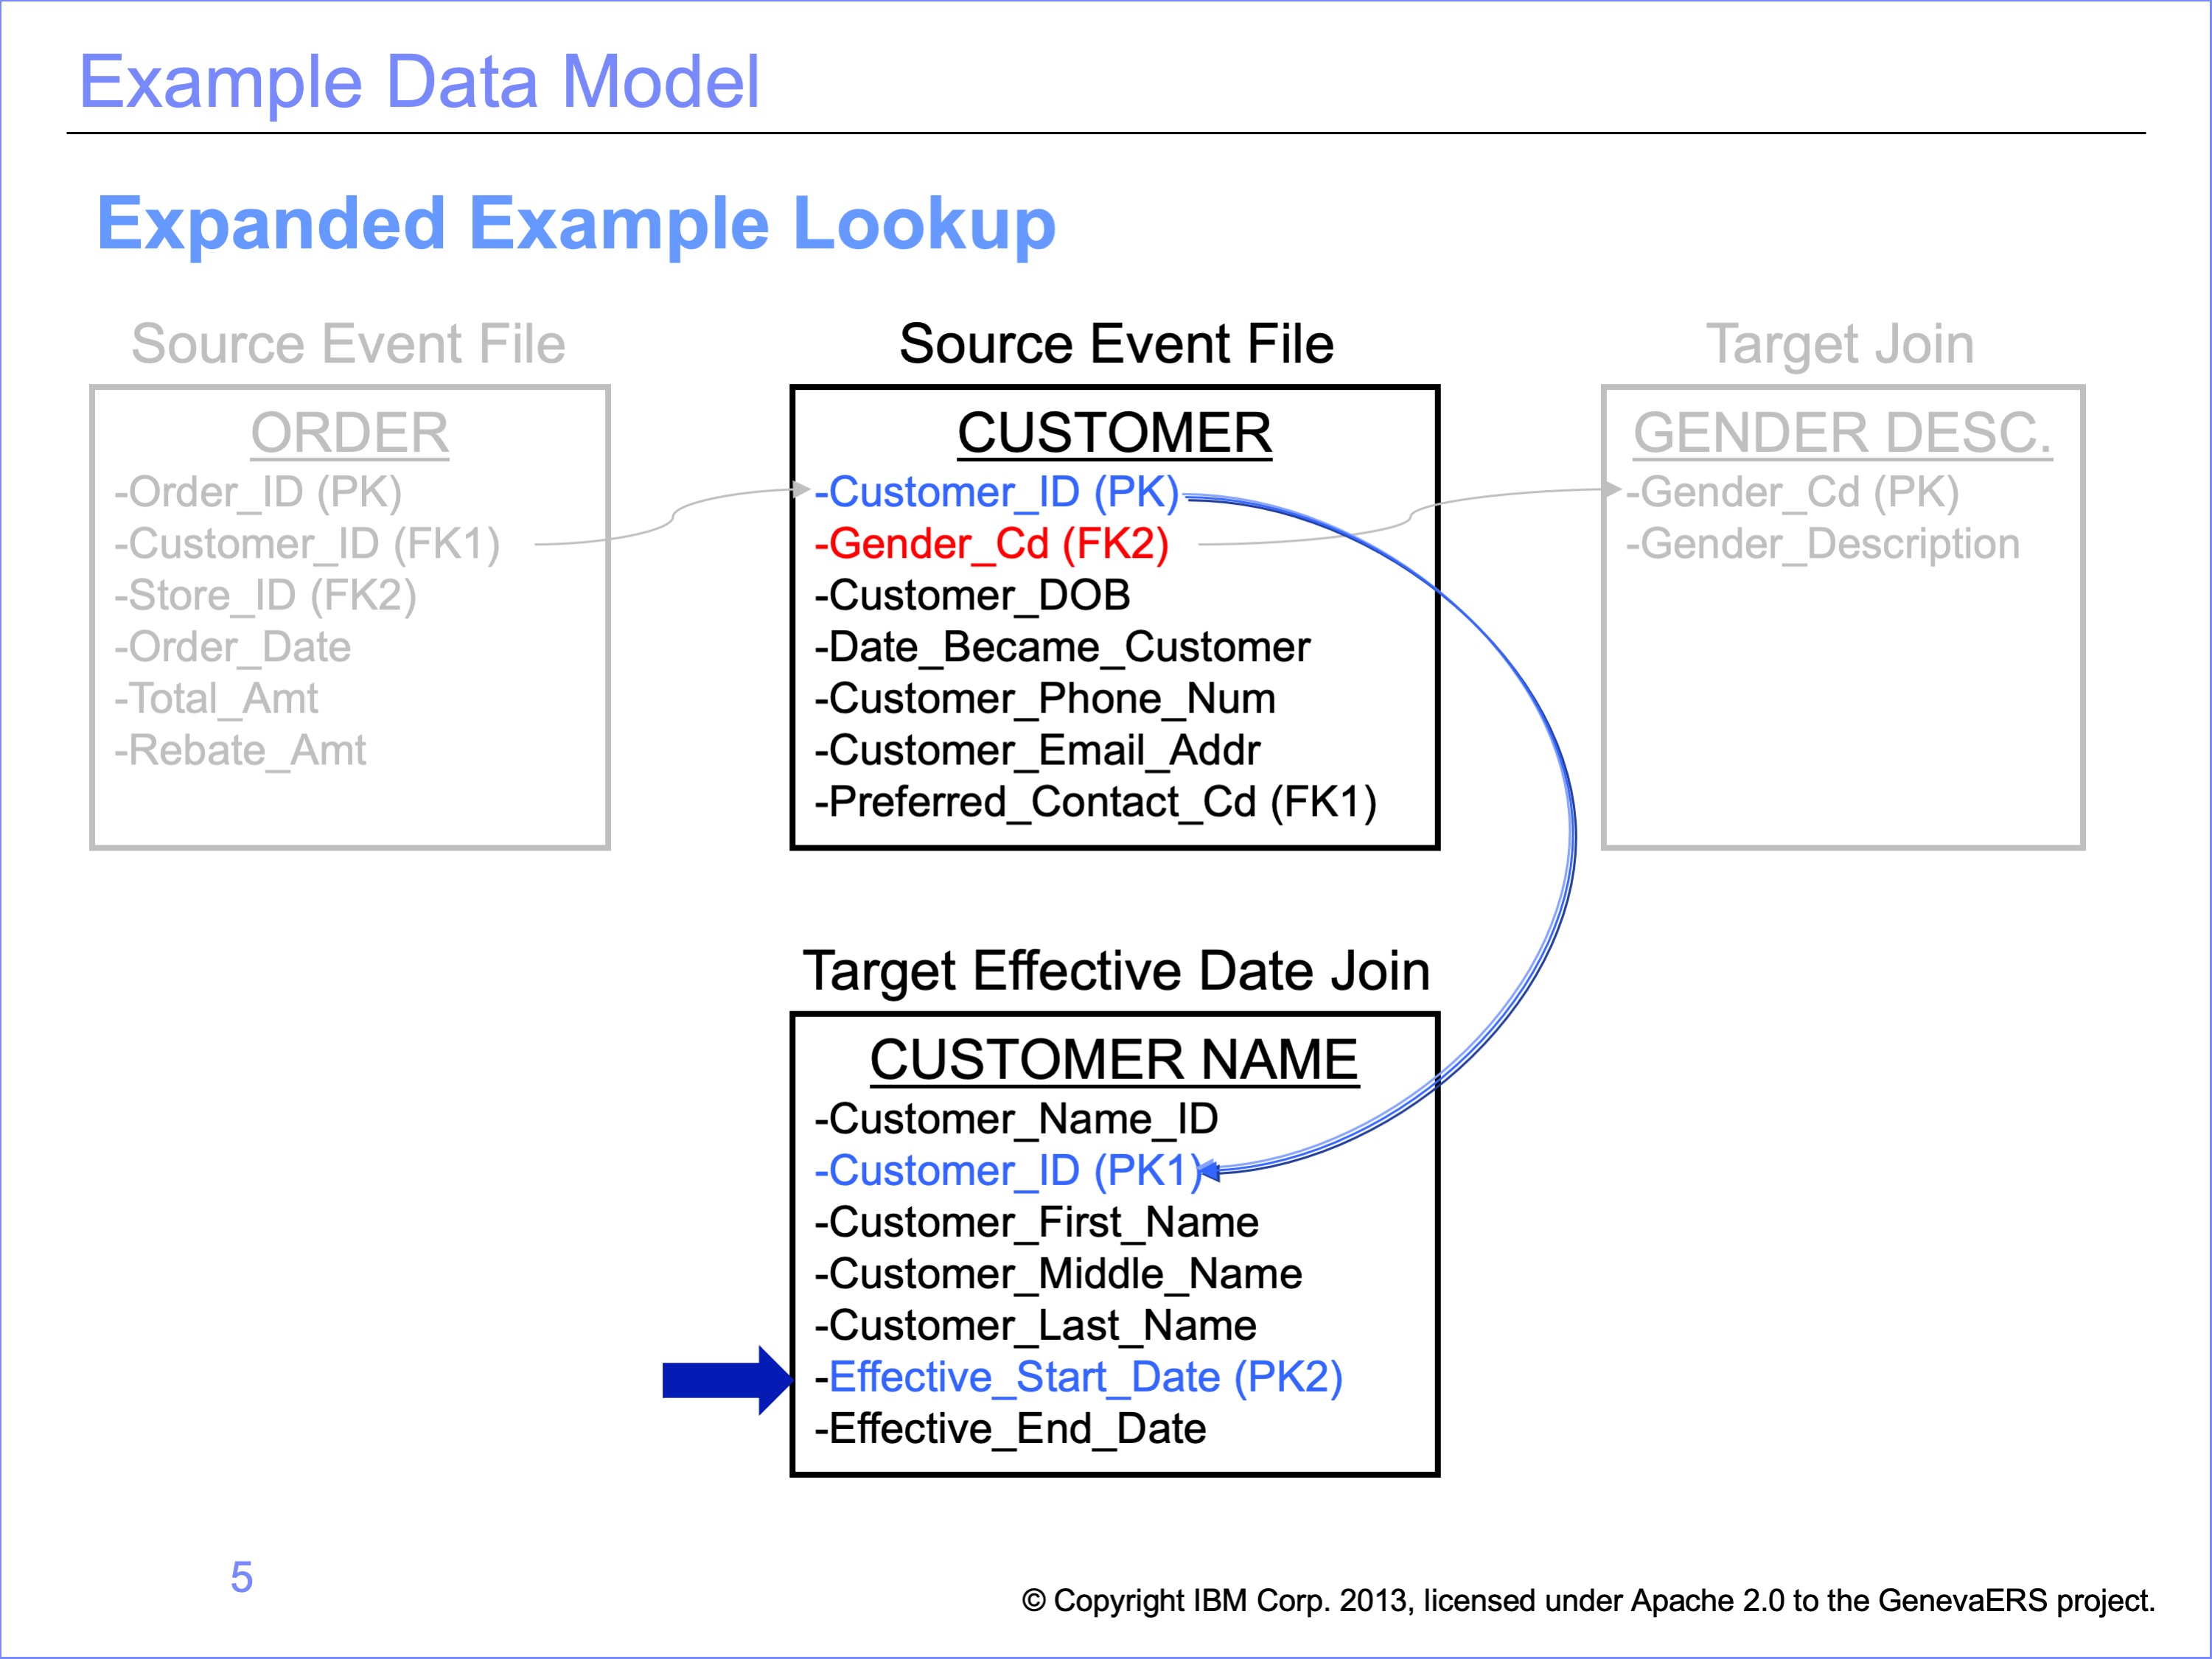 Example Data Model
Expanded Example Lookup
Source Event File
ORDER
-Order_ID (PK)
-Customer_ID (FK1)
-Store_ID (FK2)
-Order_Date
-Total_Amt
-Rebate_Amt
Source Event File
CUSTOMER
-Customer_ID (PK)
-Gender_Cd (FK2)
-Customer_DOB
-Date_Became_Customer
-Customer_Phone_Num
-Customer_Email_Addr
-Preferred_Contact_Cd (FK1)
Target Join
GENDER DESC.
-Gender_Cd (PK)
-Gender_Description
Target Effective Date Join
CUSTOMER NAME
-Customer_Name_ID
-Customer_ID (PK1)
-Customer_First_Name
-Customer_Middle_Name
-Customer_Last_Name
-Effective_Start_Date (PK2)
-Effective_End_Date
5
© Copyright IBM Corp. 2013, licensed under Apache 2.0 to the GenevaERS project.